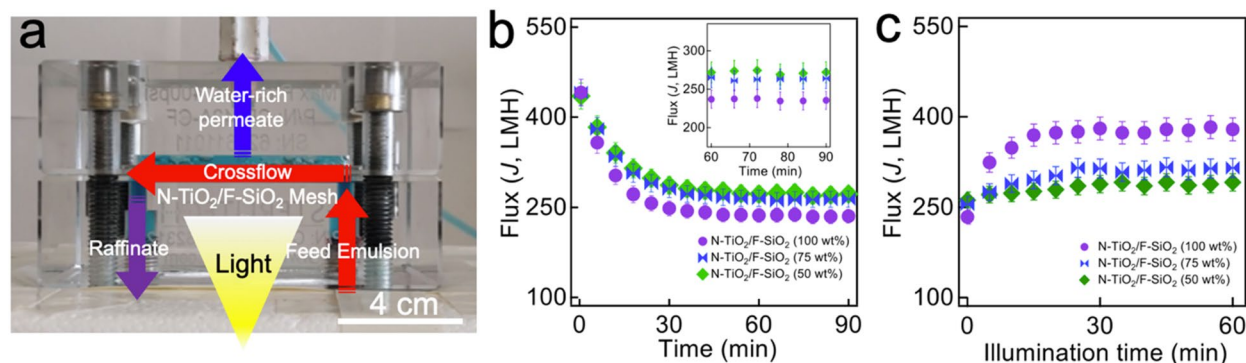 a
Water-rich
permeate
Crossflow
N-TiO₂/F-SiO₂ Mesh
Raffinate
Feed Emulsion
Light
4 cm
b
550
400
250
100
Flux (J, LMH)
0
30
60
90
Time (min)
300
250
200
Flux (J, LMH)
60
70
80
90
Time (min)
N-TiO₂/F-SiO₂ (100 wt%)
N-TiO₂/F-SiO₂ (75 wt%)
N-TiO₂/F-SiO₂ (50 wt%)
c
550
400
250
100
Flux (J, LMH)
0
30
60
Illumination time (min)
N-TiO₂/F-SiO₂ (100 wt%)
N-TiO₂/F-SiO₂ (75 wt%)
N-TiO₂/F-SiO₂ (50 wt%)